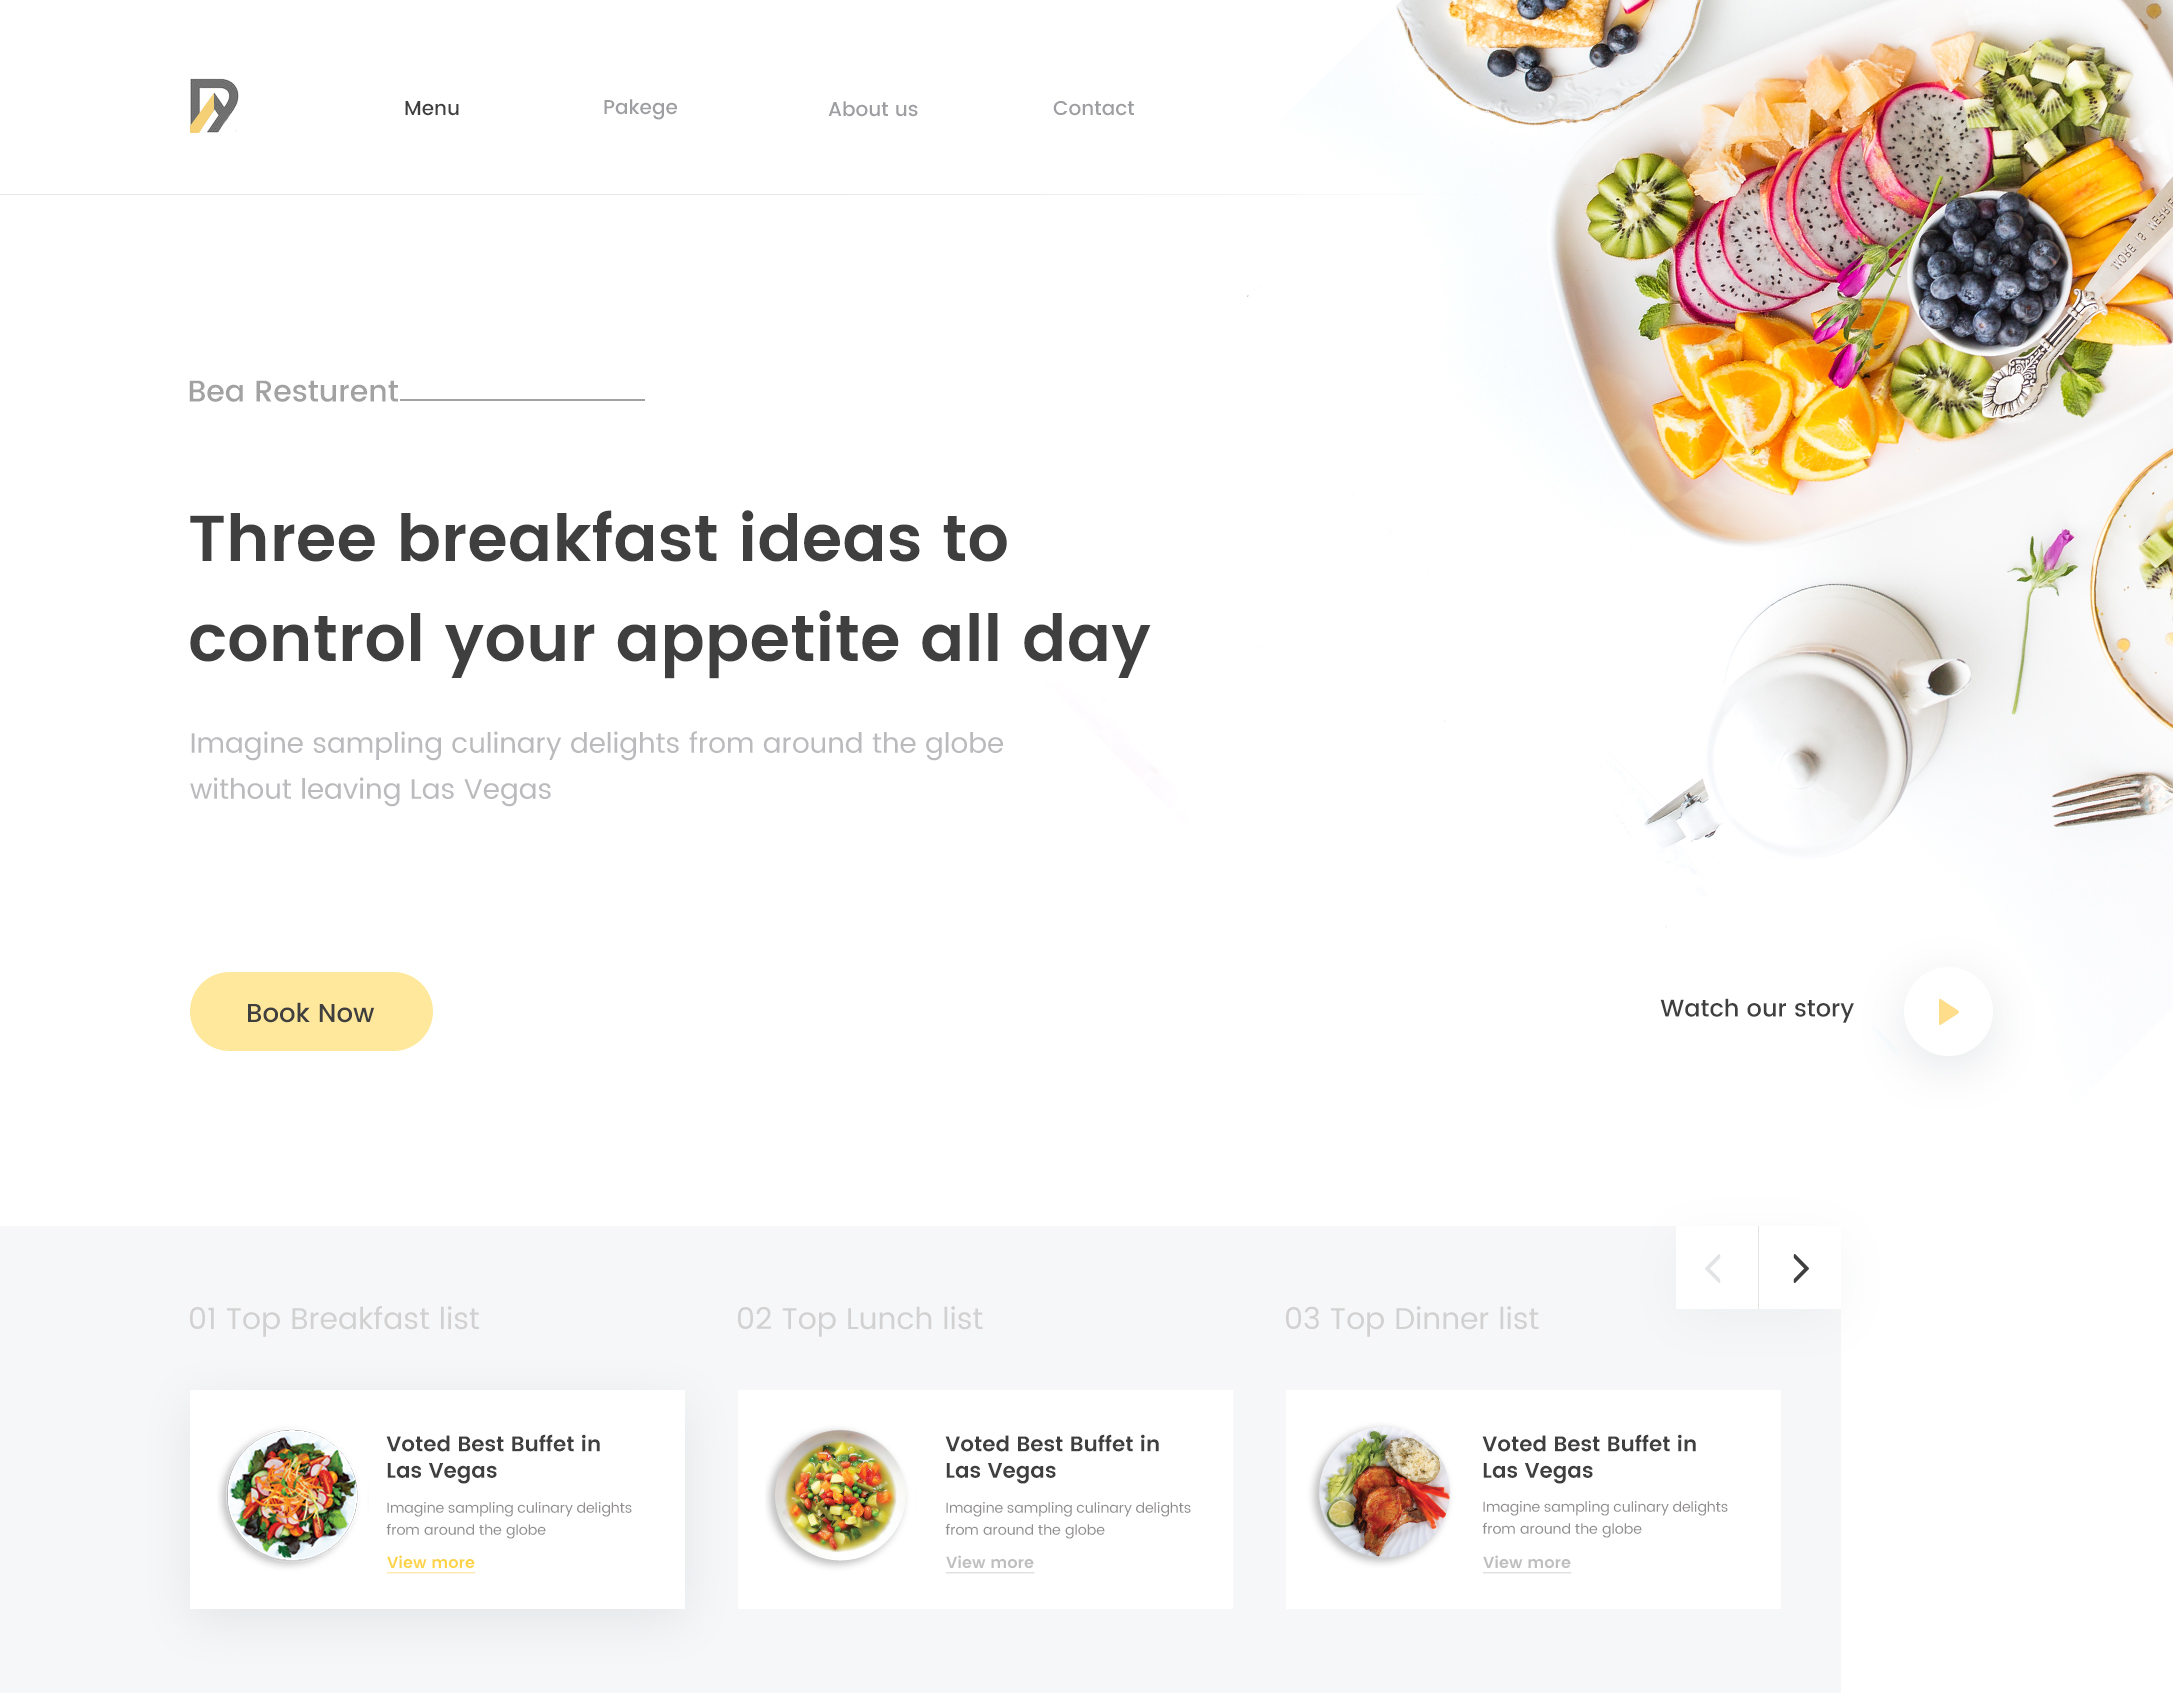 Menu
Pakege
About us
Contact
Bea Resturent
Three breakfast ideas to
control your appetite all day
Imagine sampling culinary delights from around the globe
without leaving Las Vegas
Book Now
Watch our story
01 Top Breakfast list
02 Top Lunch list
03 Top Dinner list
Voted Best Buffet in
Las Vegas
Imagine sampling culinary delights
from around the globe
View more
Voted Best Buffet in
Las Vegas
Imagine sampling culinary delights
from around the globe
View more
Voted Best Buffet in
Las Vegas
Imagine sampling culinary delights
from around the globe
View more